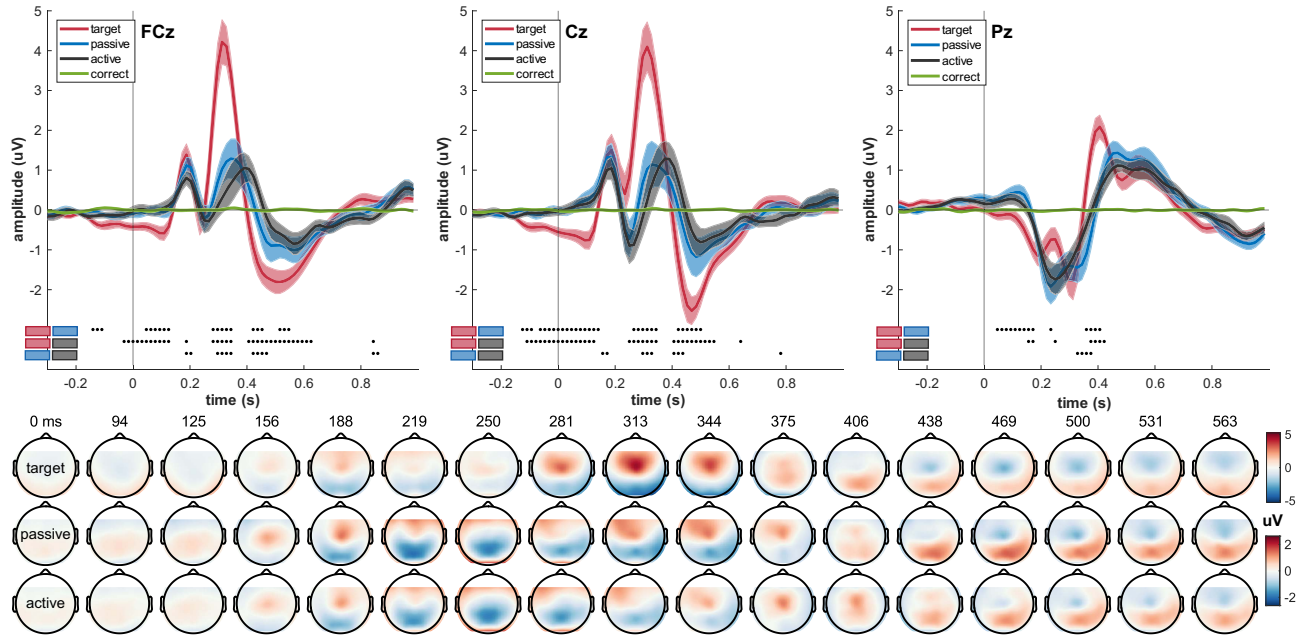 5
4
3
2
1
0
-1
-2
amplitude (uV)
target
passive
active
correct
FCz
-0.2 0 0.2 0.4 0.6 0.8
time (s)
5
4
3
2
1
0
-1
-2
amplitude (uV)
target
passive
active
correct
Cz
-0.2 0 0.2 0.4 0.6 0.8
time (s)
5
4
3
2
1
0
-1
-2
amplitude (uV)
target
passive
active
correct
Pz
-0.2 0 0.2 0.4 0.6 0.8
time (s)
0 ms 94 125 156 188 219 250 281 313 344 375 406 438 469 500 531 563
target
5
0
-5
uV
passive
2
0
-2
active